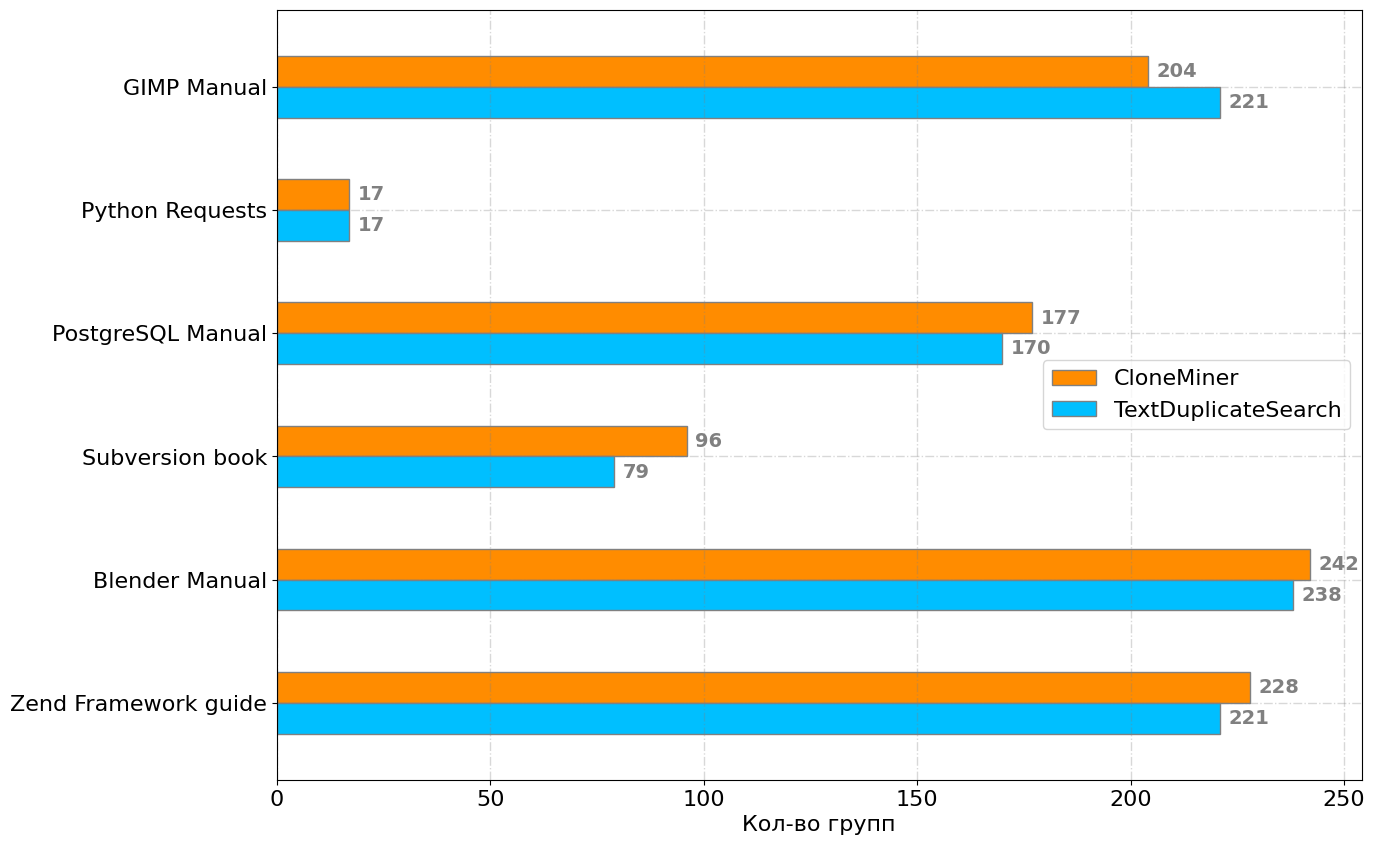 GIMP Manual
204
221
Python Requests
17
17
PostgreSQL Manual
177
170
CloneMiner
TextDuplicateSearch
Subversion book
96
79
Blender Manual
242
238
Zend Framework guide
228
221
0 50 100 150 200 250
Кол-во групп